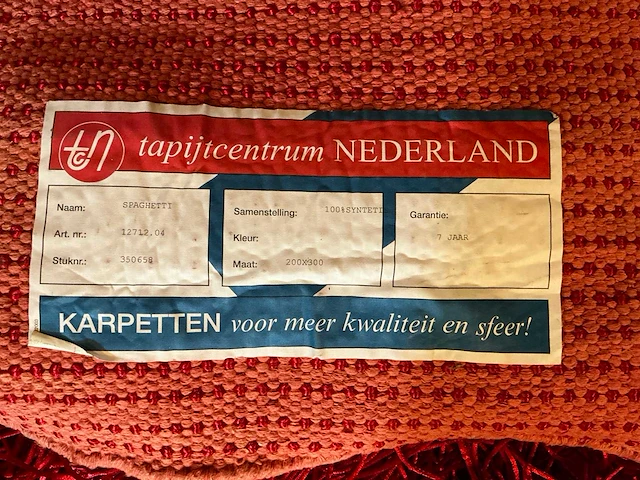 tcn tapijtcentrum NEDERLAND
Naam: SPAGHETTI
Art. nr.: 12712.04
Stuknr.: 350658
Samenstelling: 100%SYNTETI
Kleur:
Maat: 200X300
Garantie:
7 JAAR
KARPETTEN voor meer kwaliteit en sfeer!